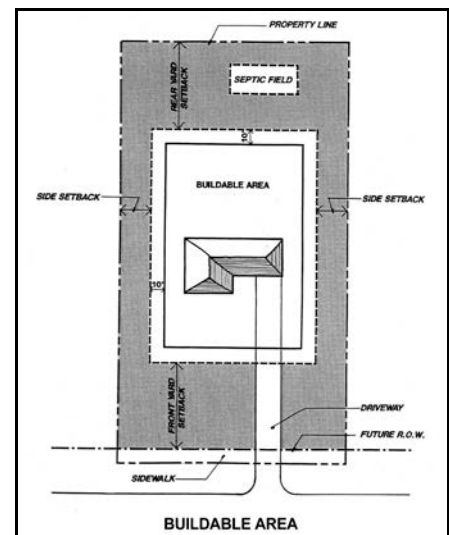 PROPERTY LINE
REAR YARD
SETBACK
SEPTIC FIELD
10'
BUILDABLE AREA
SIDE SETBACK
SIDE SETBACK
10'
FRONT YARD
SETBACK
DRIVEWAY
FUTURE R.O.W.
SIDEWALK
BUILDABLE AREA